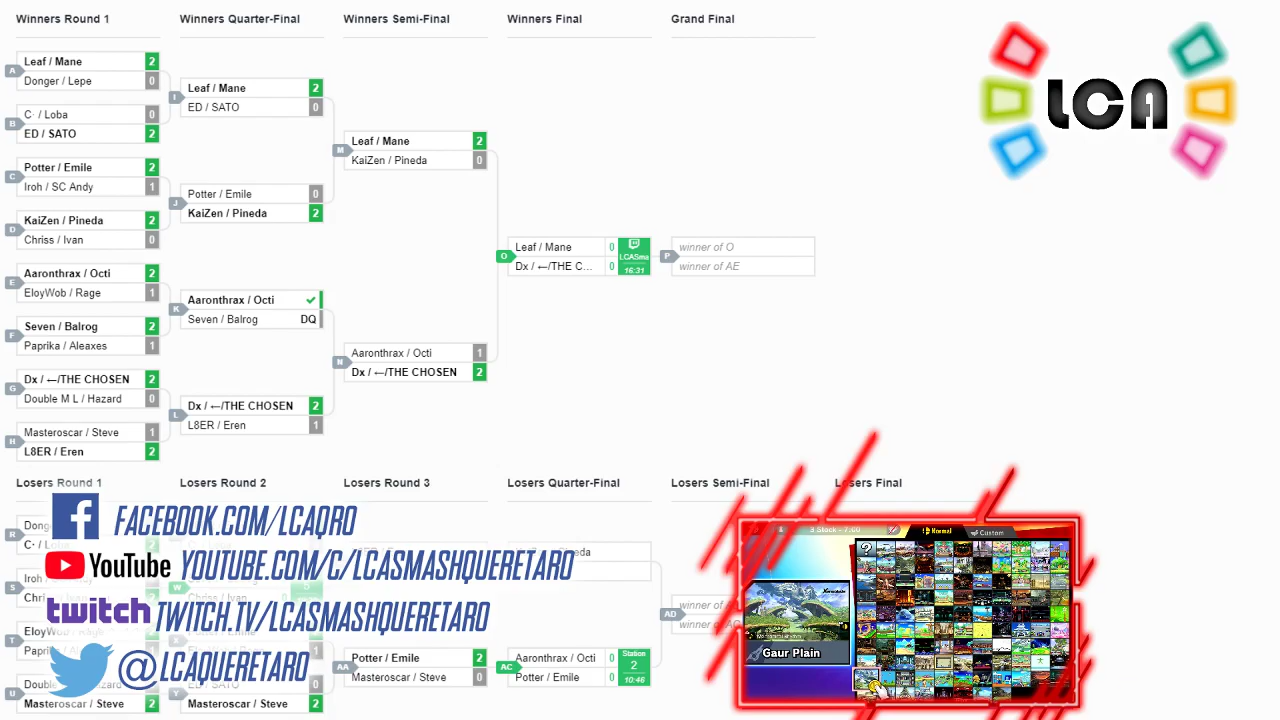 Winners Round 1
Winners Quarter-Final
Winners Semi-Final
Winners Final
Grand Final
A
Leaf / Mane 2
Donger / Lepe 0
B
C· / Loba 0
ED / SATO 2
C
Potter / Emile 2
Iroh / SC Andy 1
D
KaiZen / Pineda 2
Chriss / Ivan 0
E
Aaronthrax / Octi 2
EloyWob / Rage 1
F
Seven / Balrog 2
Paprika / Aleaxes 1
G
Dx / ←/THE CHOSEN 2
Double M L / Hazard 0
H
Masteroscar / Steve 1
L8ER / Eren 2
I
Leaf / Mane 2
ED / SATO 0
J
Potter / Emile 0
KaiZen / Pineda 2
K
Aaronthrax / Octi ✓
Seven / Balrog DQ
L
Dx / ←/THE CHOSEN 2
L8ER / Eren 1
M
Leaf / Mane 2
KaiZen / Pineda 0
N
Aaronthrax / Octi 1
Dx / ←/THE CHOSEN 2
O
Leaf / Mane 0
Dx / ←/THE C... 0
LCASma
16:31
P
winner of O
winner of AE
LCA
Losers Round 1
Losers Round 2
Losers Round 3
Losers Quarter-Final
Losers Semi-Final
Losers Final
R
S
T
U
Masteroscar / Steve 2
W
Masteroscar / Steve 2
AA
Potter / Emile 2
Masteroscar / Steve 0
AC
Aaronthrax / Octi 0
Potter / Emile 0
Station
2
10:46
AD
FACEBOOK.COM/LCAQRO
YouTube YOUTUBE.COM/C/LCASMASHQUERETARO
twitch TWITCH.TV/LCASMASHQUERETARO
@LCAQUERETARO
3 Stock - 7:00
Normal
Custom
Gaur Plain